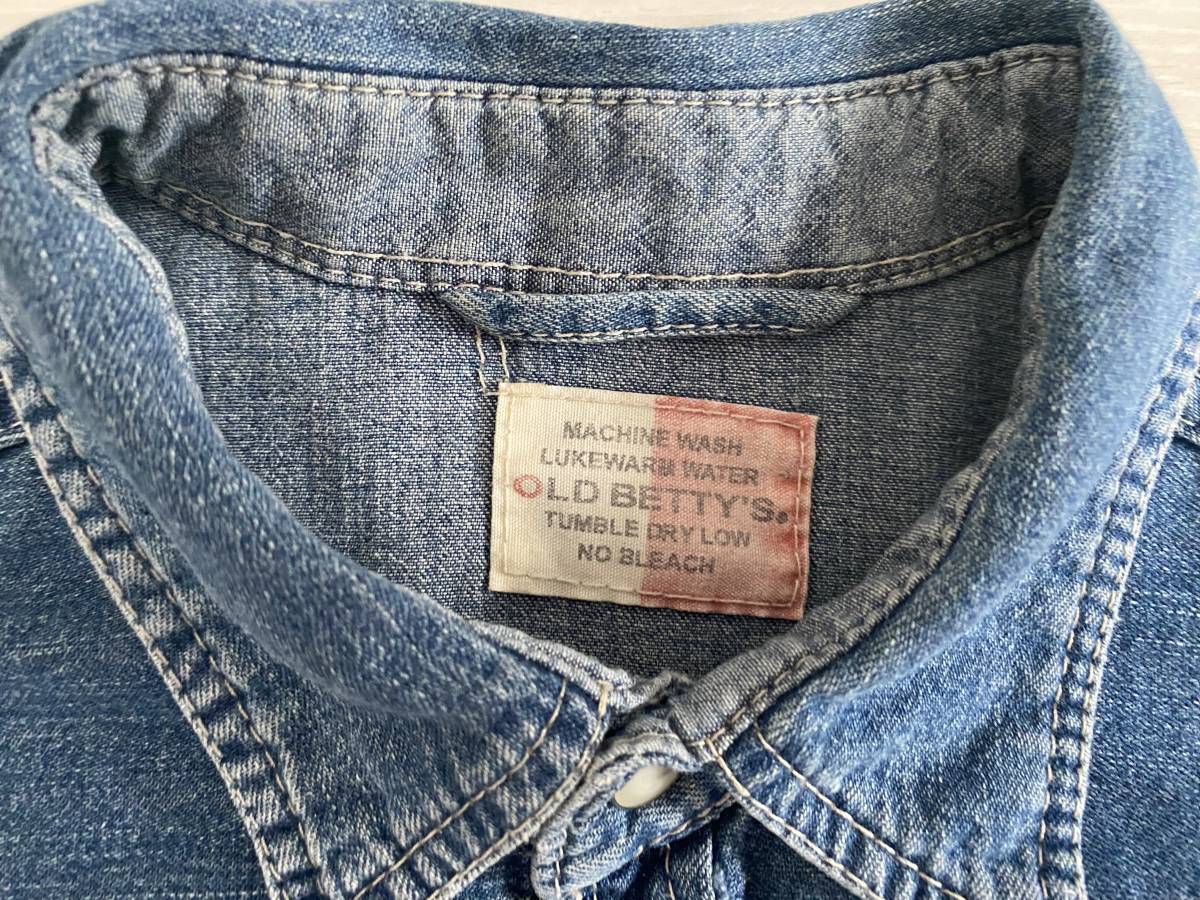 MACHINE WASH
LUKEWARM WATER
OLD BETTY'S.
TUMBLE DRY LOW
NO BLEACH